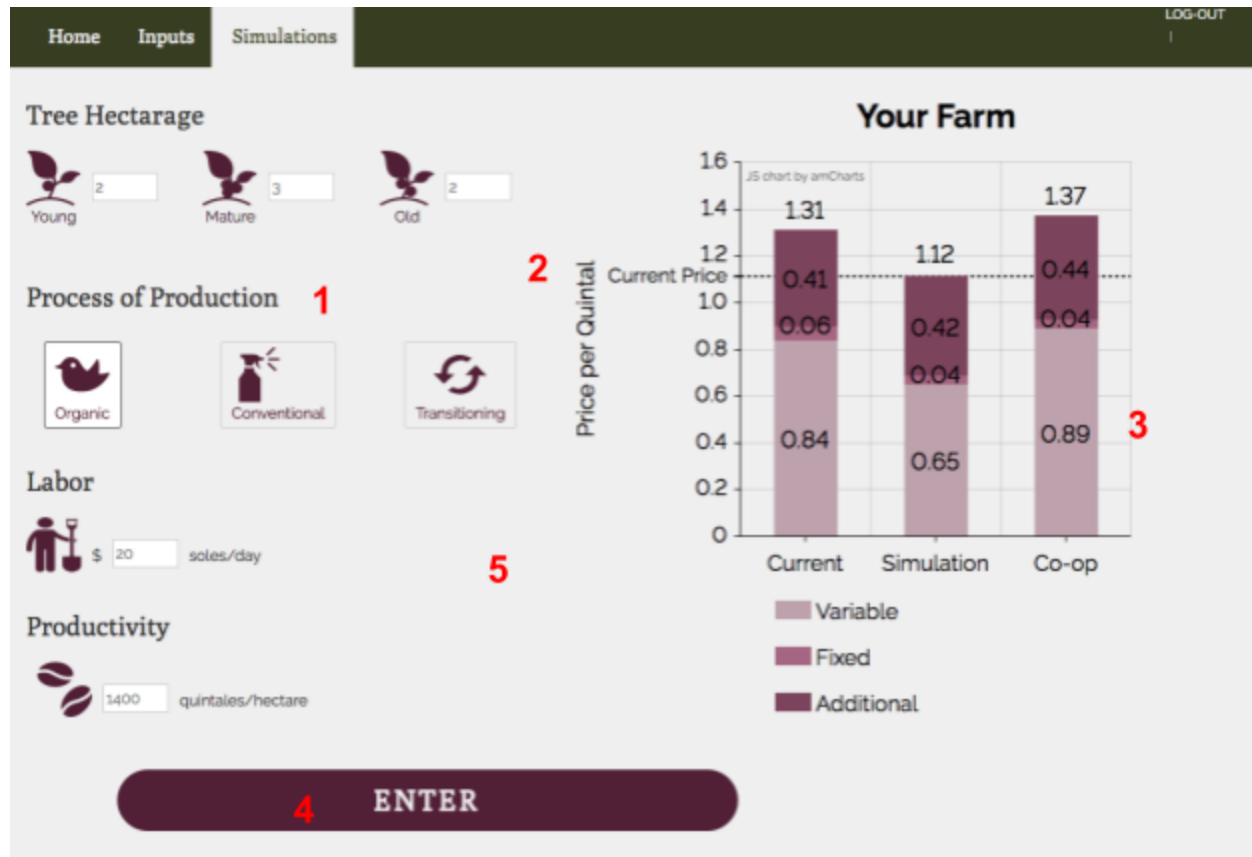 LOG-OUT
|
Home Inputs Simulations
Tree Hectarage
2 3 2
Young Mature Old
2
Process of Production 1
Organic Conventional Transitioning
Labor
$ 20 soles/day
5
Productivity
1400 quintales/hectare
4 ENTER
Your Farm
JS chart by amCharts
Price per Quintal
1.6
1.4
1.2
Current Price
1.0
0.8
0.6
0.4
0.2
0
1.31 1.12 1.37
0.41 0.42 0.44
0.06 0.04 0.04
0.84 0.65 0.89
3
Current Simulation Co-op
Variable
Fixed
Additional